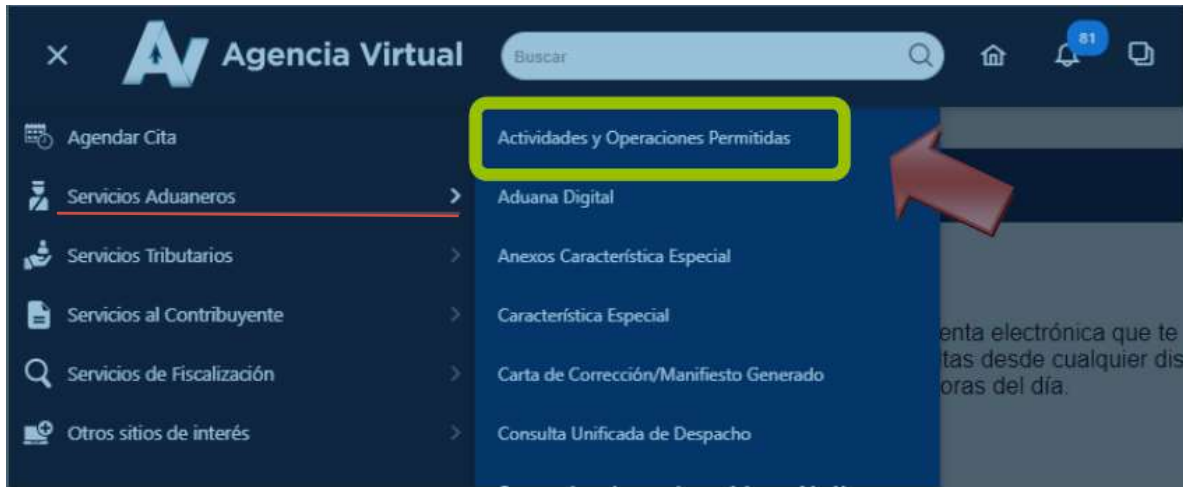 Agencia Virtual
Buscar
81
Agendar Cita
Servicios Aduaneros
Servicios Tributarios
Servicios al Contribuyente
Servicios de Fiscalización
Otros sitios de interés
Actividades y Operaciones Permitidas
Aduana Digital
Anexos Característica Especial
Característica Especial
Carta de Corrección/Manifiesto Generado
Consulta Unificada de Despacho
enta electrónica que te
tas desde cualquier dis
oras del día.